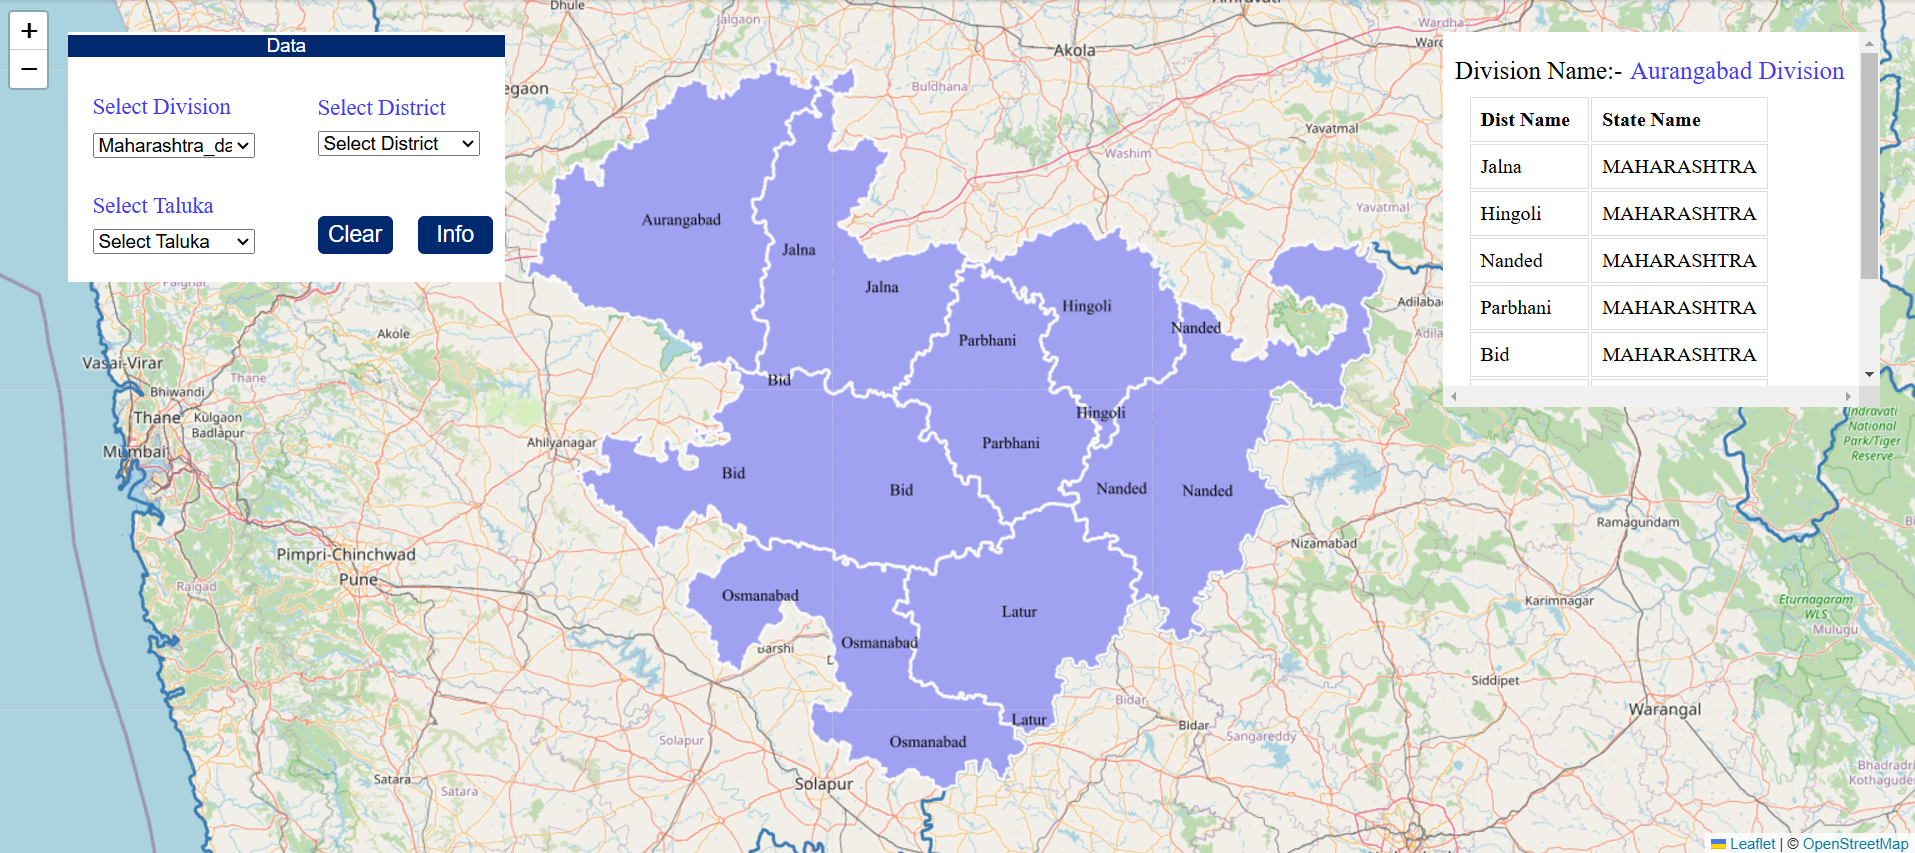 +
−
Data
Select Division
Select District
Maharashtra_da
Select District
Select Taluka
Select Taluka
Clear
Info
Division Name:- Aurangabad Division
Dist Name State Name
Jalna MAHARASHTRA
Hingoli MAHARASHTRA
Nanded MAHARASHTRA
Parbhani MAHARASHTRA
Bid MAHARASHTRA
Dhule
Jalgaon
Akola
Wardha
egaon
Buldhana
Yavatmal
Washim
Yavatmal
Aurangabad
Jalna
Jalna
Hingoli
Nanded
Parbhani
Adilaba
Adila
Akole
Vasai-Virar
Thane
Bhiwandi
Thane
Kulgaon
Badlapur
Mumbai
Ahilyanagar
Bid
Hingoli
Parbhani
Bid
Bid
Nanded
Nanded
Indravati
National
Park/Tiger
Reserve
Ramagundam
Nizamabad
Pimpri-Chinchwad
Pune
Raigad
Osmanabad
Latur
Karimnagar
Eturnagaram
WLS
Mulugu
Osmanabad
Barshi
Siddipet
Bidar
Bidar
Warangal
Latur
Sangareddy
Solapur
Osmanabad
Satara
Satara
Solapur
Bhadradri
Kothagude
Leaflet | © OpenStreetMap